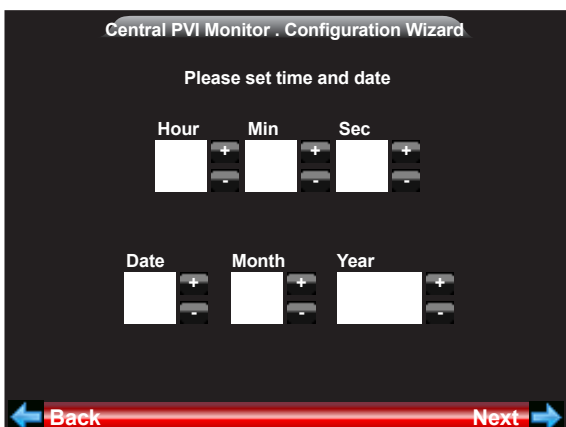 Central PVI Monitor . Configuration Wizard
Please set time and date
Hour Min Sec
+ + +
- - -
Date Month Year
+ + +
- - -
Back Next